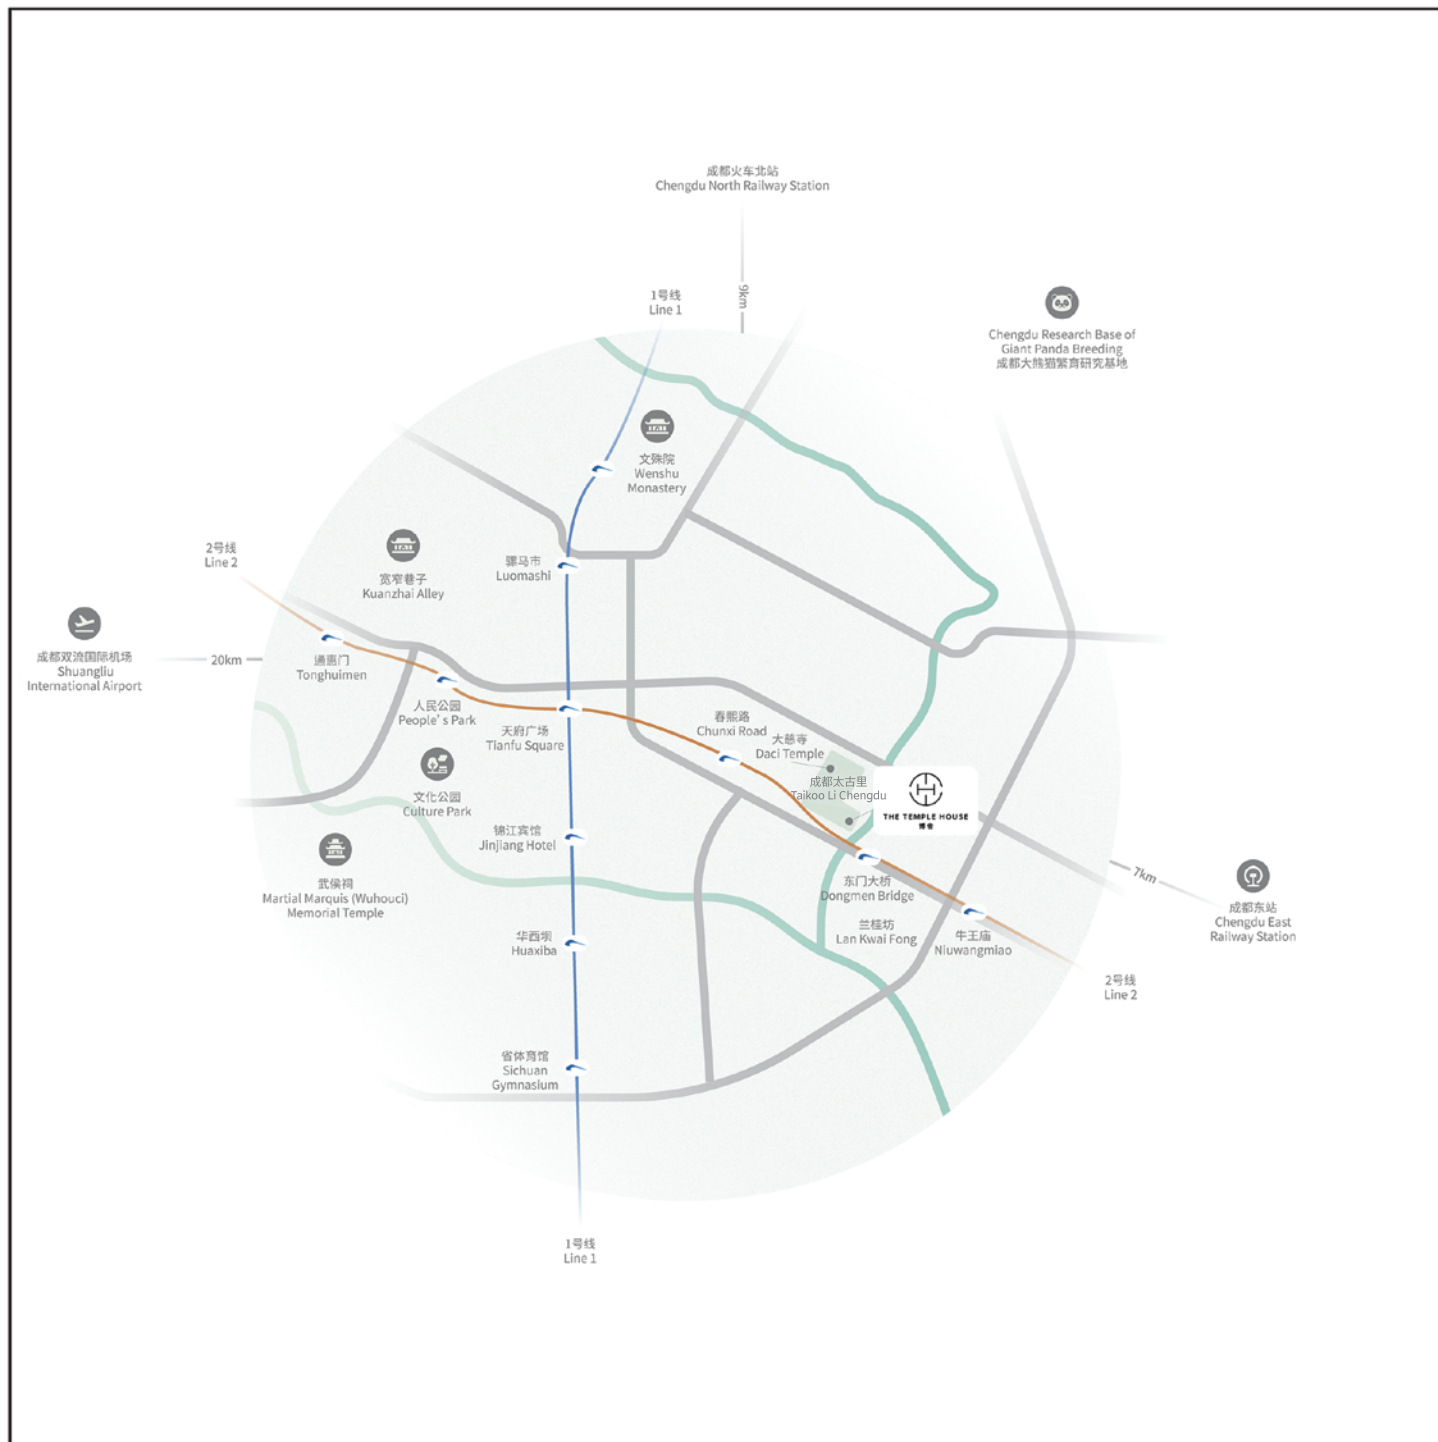 成都火车北站
Chengdu North Railway Station
9km
1号线
Line 1
Chengdu Research Base of
Giant Panda Breeding
成都大熊猫繁育研究基地
文殊院
Wenshu
Monastery
2号线
Line 2
骡马市
Luomashi
宽窄巷子
Kuanzhai Alley
成都双流国际机场
Shuangliu
International Airport
20km
通惠门
Tonghuimen
人民公园
People's Park
天府广场
Tianfu Square
春熙路
Chunxi Road
大慈寺
Daci Temple
成都太古里
Taikoo Li Chengdu
THE TEMPLE HOUSE
博舍
文化公园
Culture Park
锦江宾馆
Jinjiang Hotel
武侯祠
Martial Marquis (Wuhouci)
Memorial Temple
东门大桥
Dongmen Bridge
7km
成都东站
Chengdu East
Railway Station
兰桂坊
Lan Kwai Fong
牛王庙
Niuwangmiao
华西坝
Huaxiba
2号线
Line 2
省体育馆
Sichuan
Gymnasium
1号线
Line 1